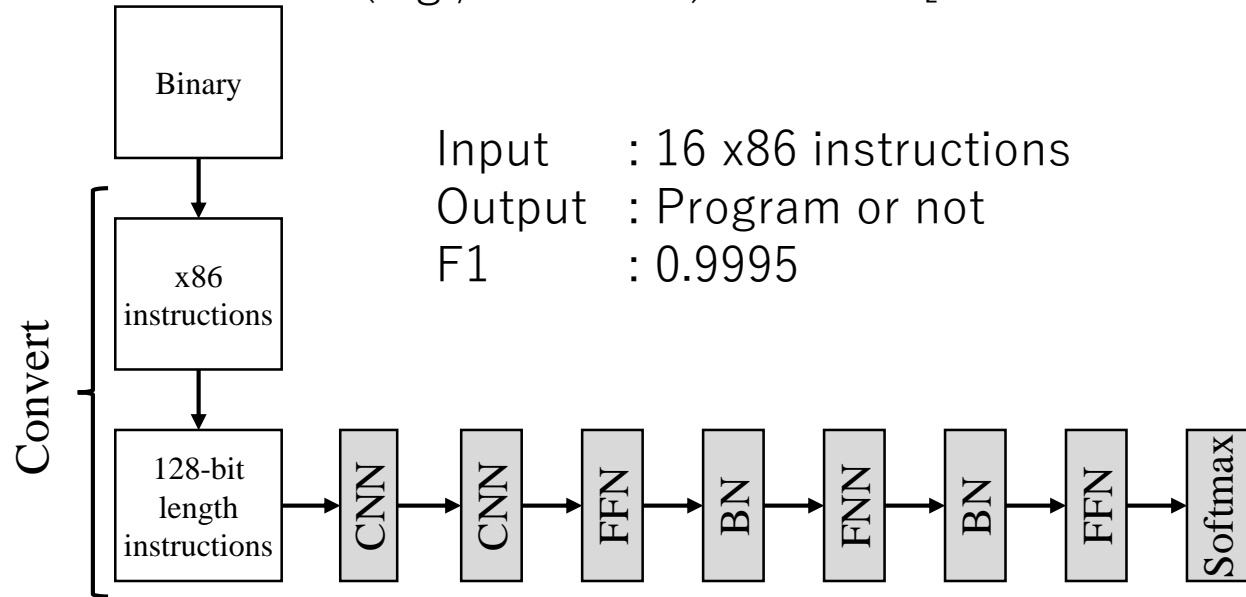 Binary
Input : 16 x86 instructions
Output : Program or not
F1 : 0.9995
x86
instructions
Convert
128-bit
length
instructions
CNN
CNN
FFN
BN
FNN
BN
FFN
Softmax